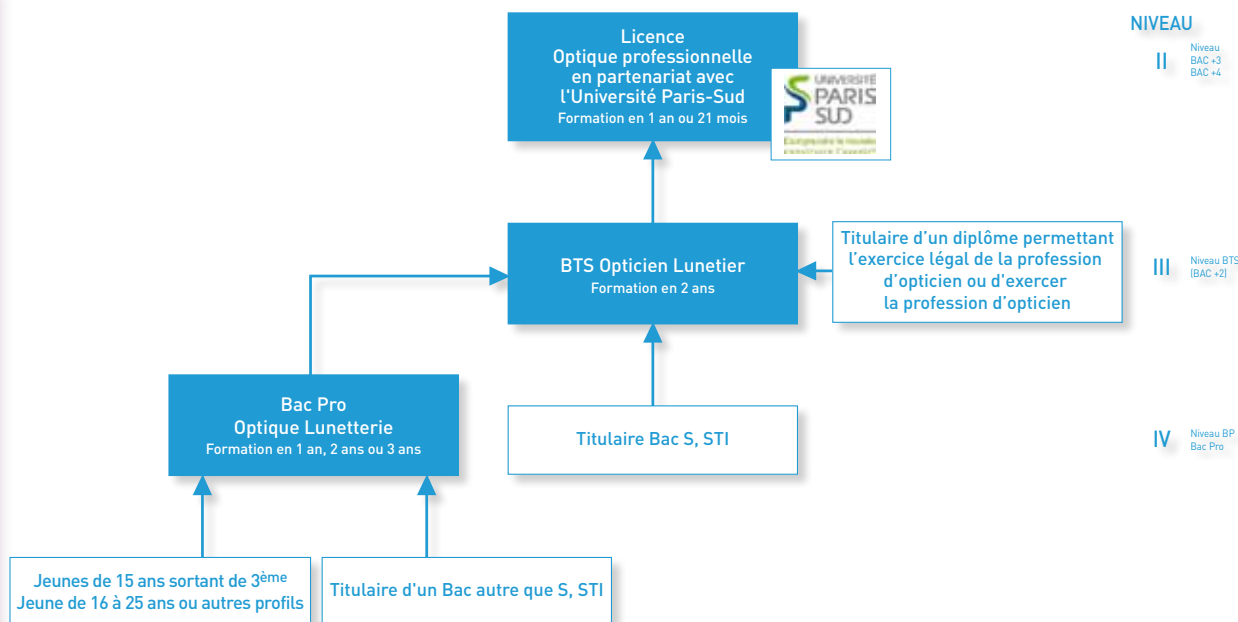 NIVEAU
Licence
Optique professionnelle
en partenariat avec
l'Université Paris-Sud
Formation en 1 an ou 21 mois
UNIVERSITÉ
PARIS
SUD
II
Niveau
BAC +3
BAC +4
BTS Opticien Lunetier
Formation en 2 ans
Titulaire d'un diplôme permettant
l'exercice légal de la profession
d'opticien ou d'exercer
la profession d'opticien
III
Niveau BTS
(BAC +2)
Bac Pro
Optique Lunetterie
Formation en 1 an, 2 ans ou 3 ans
Titulaire Bac S, STI
IV
Niveau BP
Bac Pro
Jeunes de 15 ans sortant de 3ème
Jeune de 16 à 25 ans ou autres profils
Titulaire d'un Bac autre que S, STI